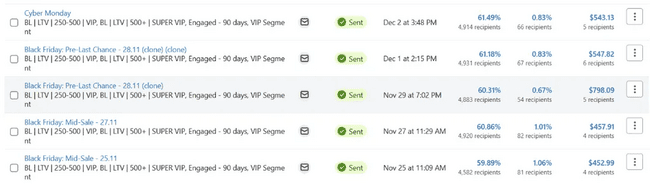 Cyber Monday
BL | LTV | 250-500 | VIP, BL | LTV | 500+ | SUPER VIP, Engaged - 90 days, VIP Segme
nt
Sent
Dec 2 at 3:48 PM
61.49%
4,914 recipients
0.83%
66 recipients
$543.13
5 recipients
Black Friday: Pre-Last Chance - 28.11 (clone) (clone)
BL | LTV | 250-500 | VIP, BL | LTV | 500+ | SUPER VIP, Engaged - 90 days, VIP Segme
nt
Sent
Dec 1 at 2:15 PM
61.18%
4,931 recipients
0.83%
67 recipients
$547.82
6 recipients
Black Friday: Pre-Last Chance - 28.11 (clone)
BL | LTV | 250-500 | VIP, BL | LTV | 500+ | SUPER VIP, Engaged - 90 days, VIP Segme
nt
Sent
Nov 29 at 7:02 PM
60.31%
4,883 recipients
0.67%
54 recipients
$798.09
5 recipients
Black Friday: Mid-Sale - 27.11
BL | LTV | 250-500 | VIP, BL | LTV | 500+ | SUPER VIP, Engaged - 90 days, VIP Segme
nt
Sent
Nov 27 at 11:29 AM
60.86%
4,920 recipients
1.01%
82 recipients
$457.91
4 recipients
Black Friday: Mid-Sale - 25.11
BL | LTV | 250-500 | VIP, BL | LTV | 500+ | SUPER VIP, Engaged - 90 days, VIP Segme
nt
Sent
Nov 25 at 11:09 AM
59.89%
4,582 recipients
1.06%
81 recipients
$452.99
4 recipients